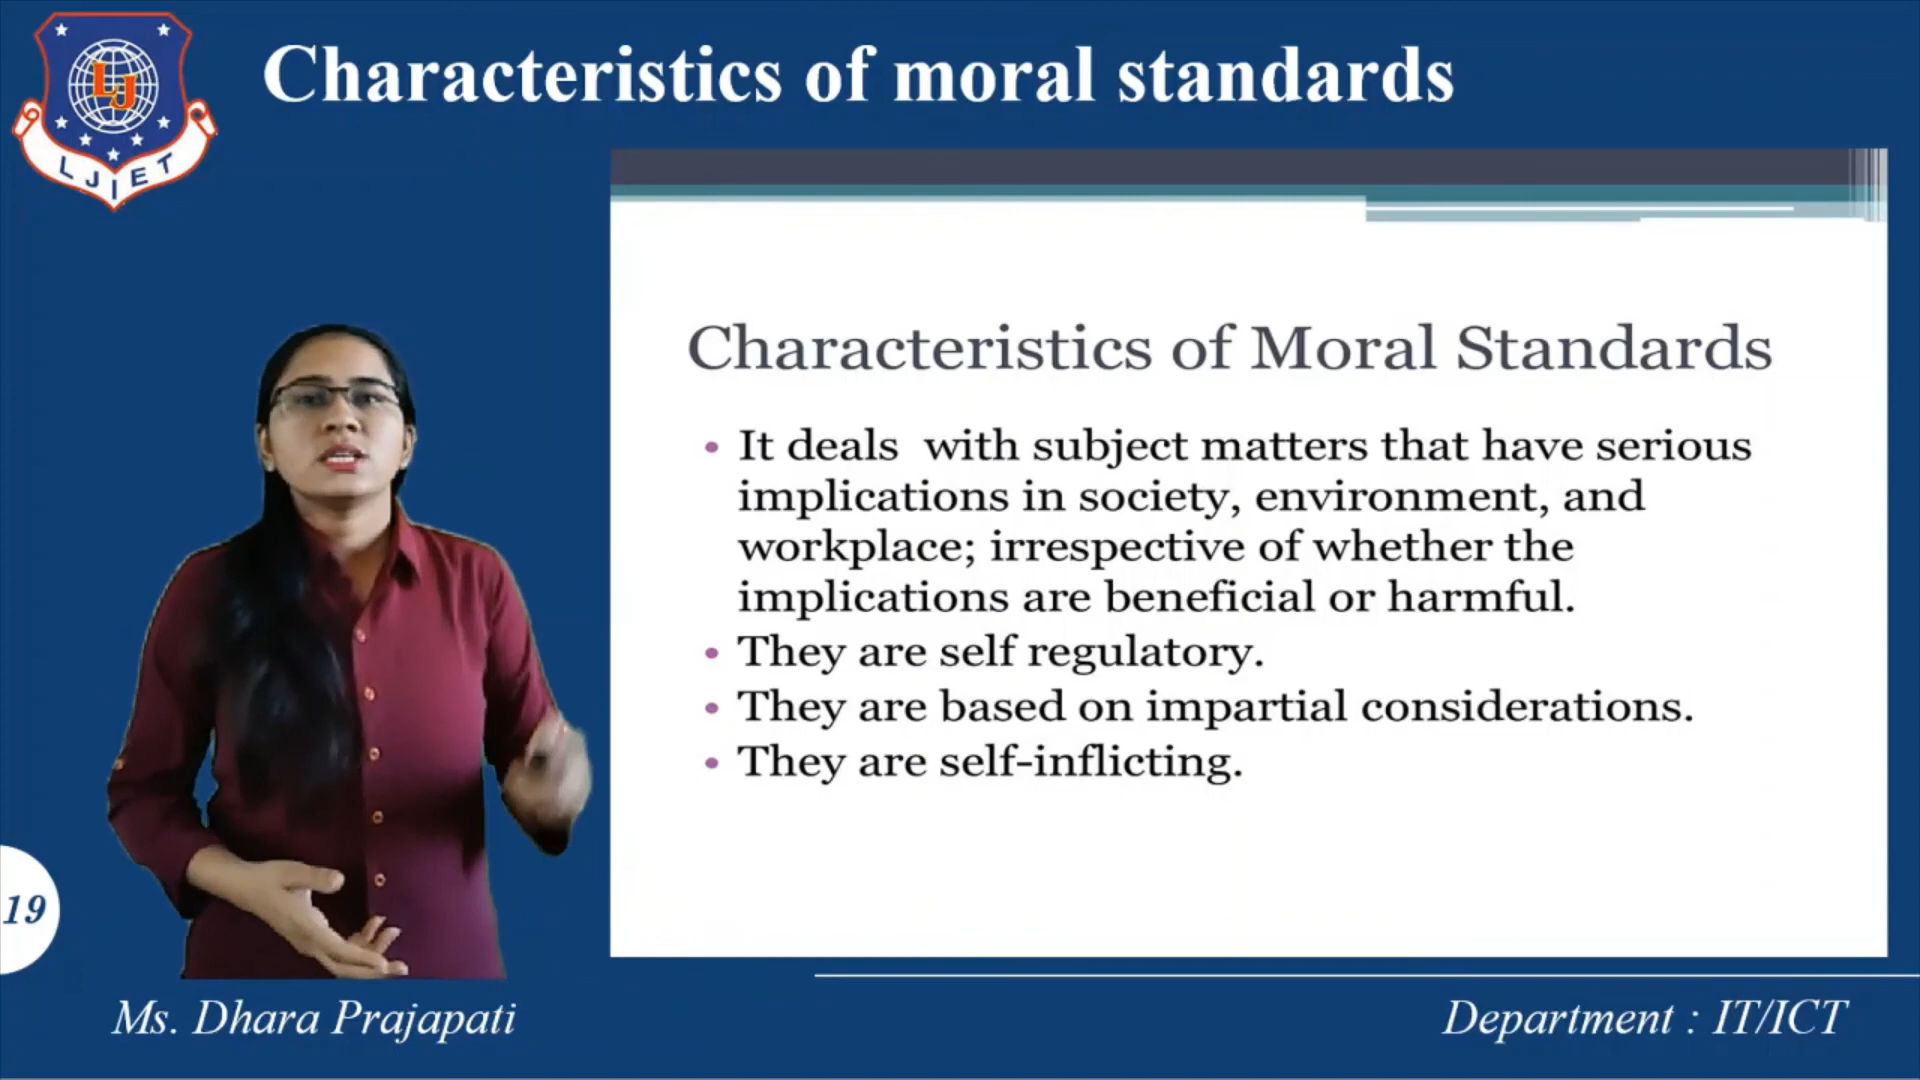 Characteristics of moral standards
LJ
LJIET
Characteristics of Moral Standards
• It deals  with subject matters that have serious
implications in society, environment, and
workplace; irrespective of whether the
implications are beneficial or harmful.
• They are self regulatory.
• They are based on impartial considerations.
• They are self-inflicting.
19
Ms. Dhara Prajapati
Department : IT/ICT